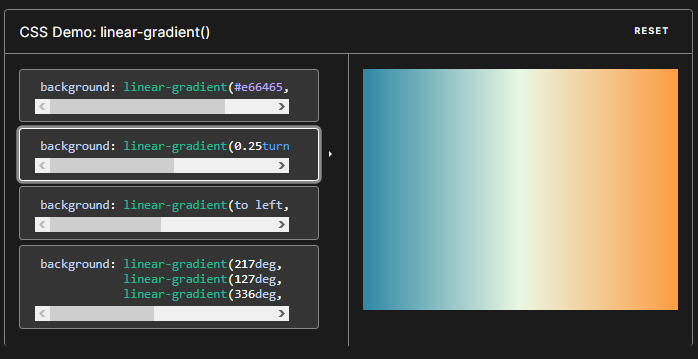 CSS Demo: linear-gradient()
RESET
background: linear-gradient(#e66465,
background: linear-gradient(0.25turn
background: linear-gradient(to left,
background: linear-gradient(217deg,
linear-gradient(127deg,
linear-gradient(336deg,